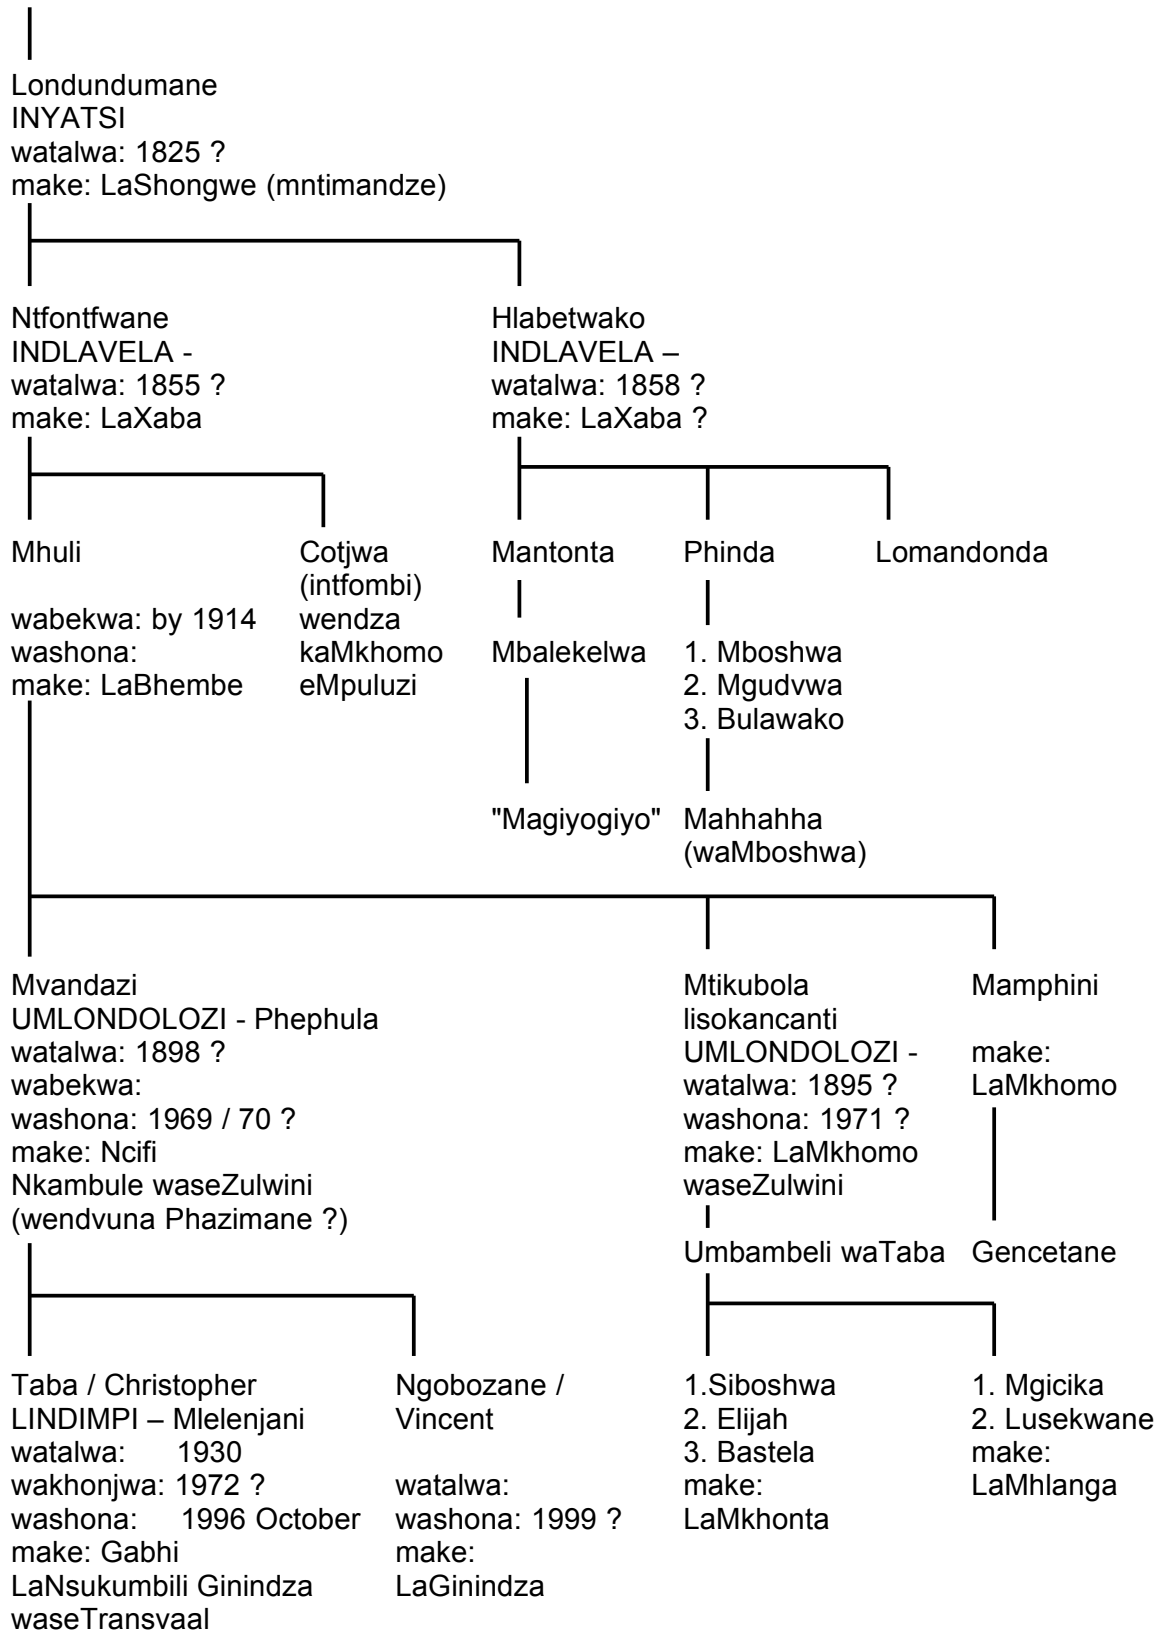 Londundumane
INYATSI
watalwa: 1825 ?
make: LaShongwe (mntimandze)
Ntfontfwane
INDLAVELA -
watalwa: 1855 ?
make: LaXaba
Hlabetwako
INDLAVELA –
watalwa: 1858 ?
make: LaXaba ?
Mhuli
wabekwa: by 1914
washona:
make: LaBhembe
Cotjwa
(intfombi)
wendza
kaMkhomo
eMpuluzi
Mantonta
Mbalekelwa
"Magiyogiyo"
Phinda
1. Mboshwa
2. Mgudvwa
3. Bulawako
Mahhahha
(waMboshwa)
Lomandonda
Mvandazi
UMLONDOLOZI - Phephula
watalwa: 1898 ?
wabekwa:
washona: 1969 / 70 ?
make: Ncifi
Nkambule waseZulwini
(wendvuna Phazimane ?)
Mtikubola
lisokancanti
UMLONDOLOZI -
watalwa: 1895 ?
washona: 1971 ?
make: LaMkhomo
waseZulwini
Umbambeli waTaba
Mamphini
make:
LaMkhomo
Gencetane
Taba / Christopher
LINDIMPI – Mlelenjani
watalwa: 1930
wakhonjwa: 1972 ?
washona: 1996 October
make: Gabhi
LaNsukumbili Ginindza
waseTransvaal
Ngobozane /
Vincent
watalwa:
washona: 1999 ?
make:
LaGinindza
1.Siboshwa
2. Elijah
3. Bastela
make:
LaMkhonta
1. Mgicika
2. Lusekwane
make:
LaMhlanga